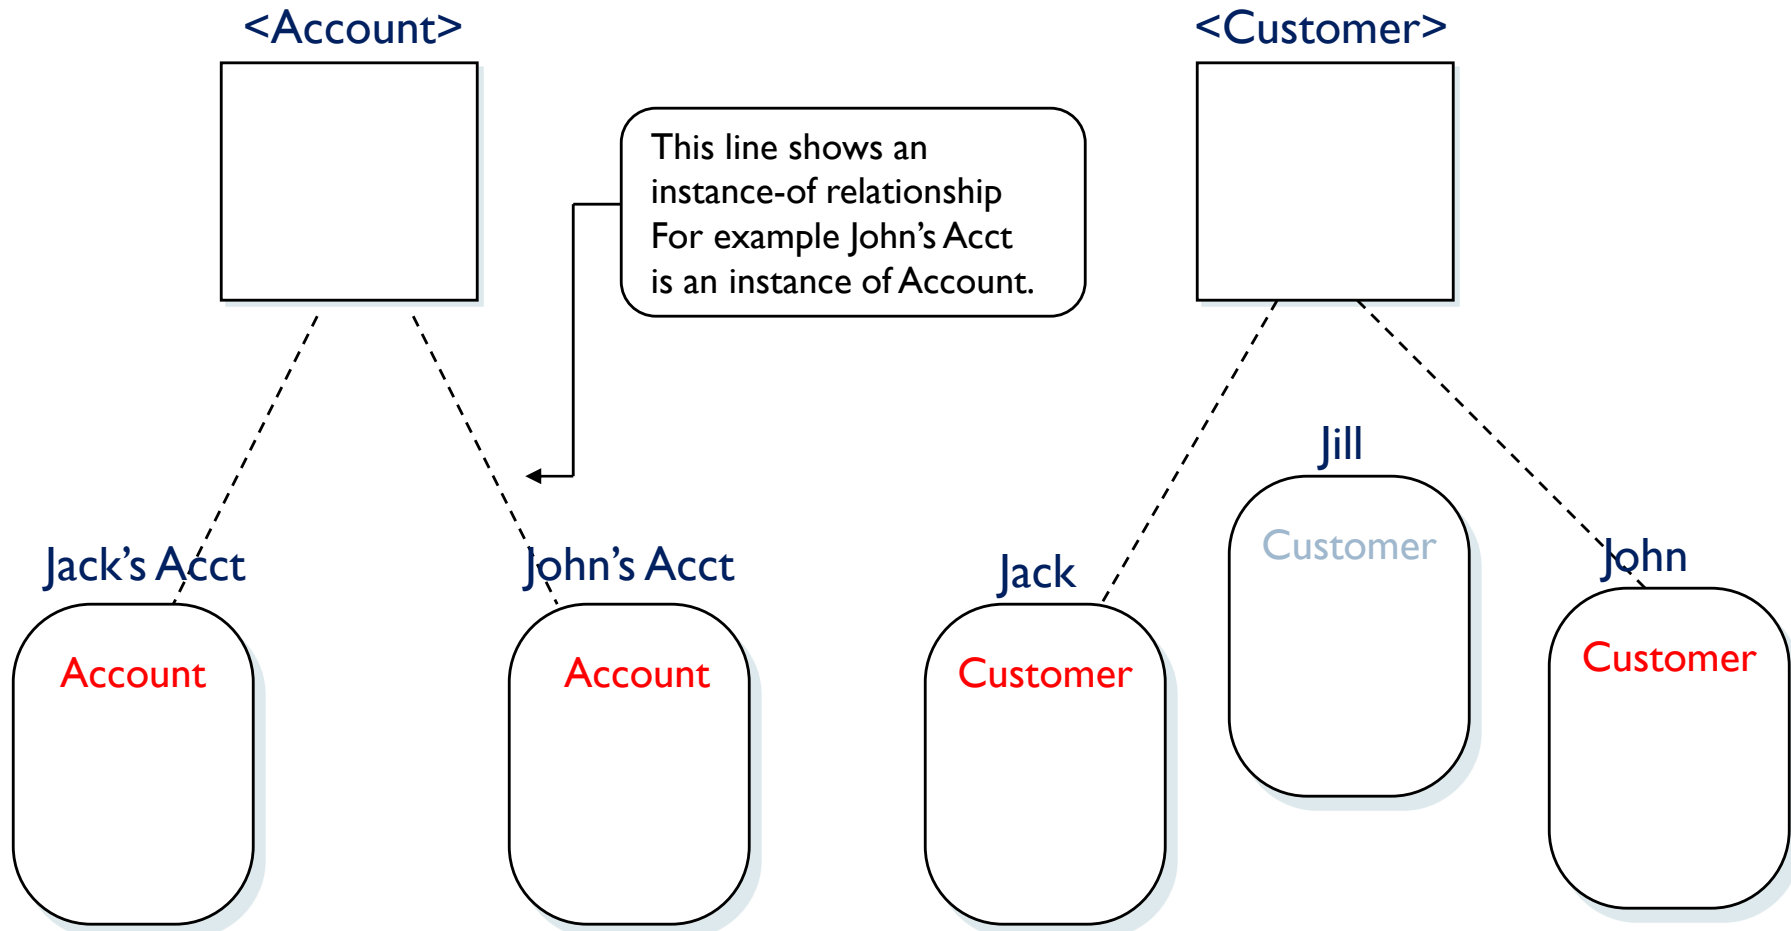 <Account>
<Customer>
This line shows an
instance-of relationship
For example John's Acct
is an instance of Account.
Jill
Jack's Acct
John's Acct
Jack
John
Account
Account
Customer
Customer
Customer